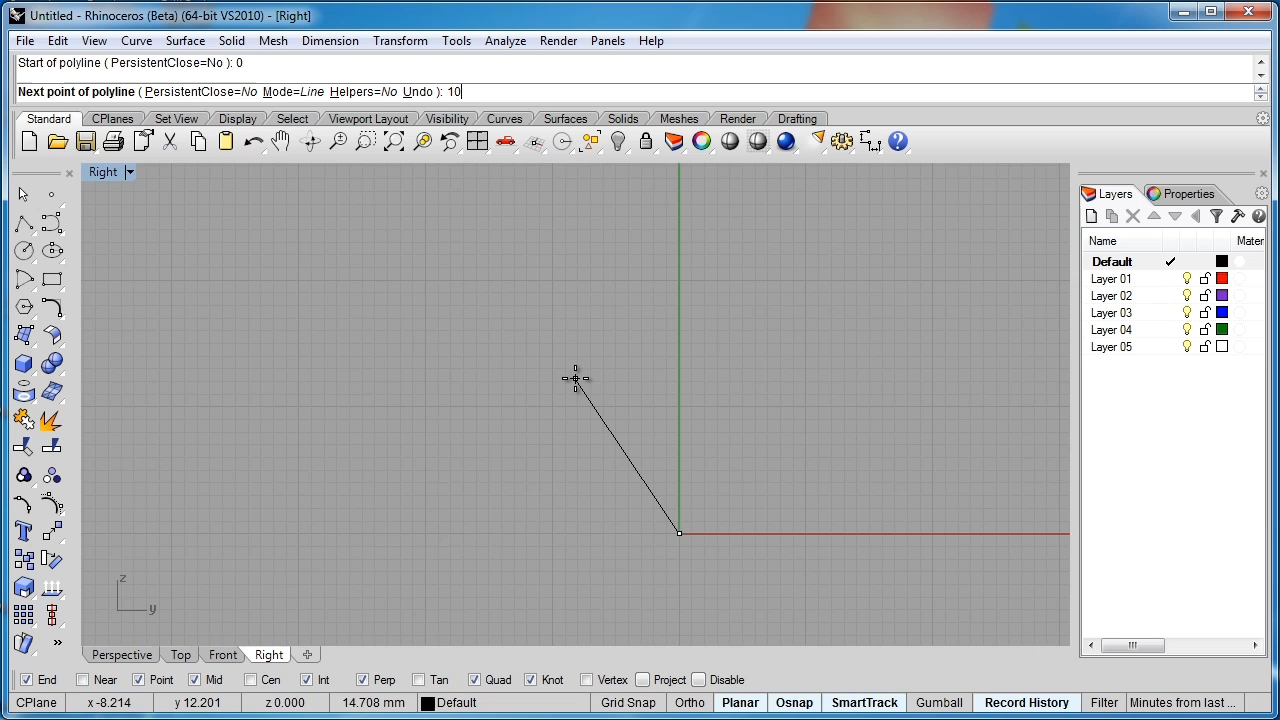 Untitled - Rhinoceros (Beta) (64-bit VS2010) - [Right]
File Edit View Curve Surface Solid Mesh Dimension Transform Tools Analyze Render Panels Help
Start of polyline ( PersistentClose=No ): 0
Next point of polyline ( PersistentClose=No Mode=Line Helpers=No Undo ): 10
Standard CPlanes Set View Display Select Viewport Layout Visibility Curves Surfaces Solids Meshes Render Drafting
Right
Layers Properties
Name Mater
Default
Layer 01
Layer 02
Layer 03
Layer 04
Layer 05
z
y
Perspective Top Front Right
End Near Point Mid Cen Int Perp Tan Quad Knot Vertex Project Disable
CPlane x -8.214 y 12.201 z 0.000 14.708 mm Default Grid Snap Ortho Planar Osnap SmartTrack Gumball Record History Filter Minutes from last ...